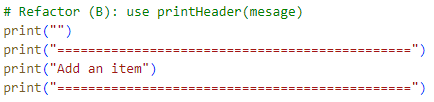 # Refactor (B): use printHeader(mesage)
print("")
print("=============================================")
print("Add an item")
print("=============================================")